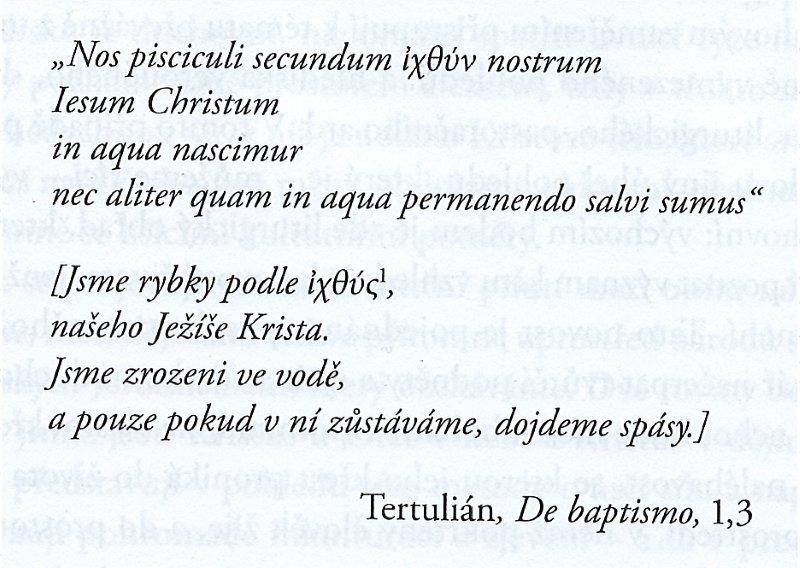 „Nos pisciculi secundum ἰχθύν nostrum
Iesum Christum
in aqua nascimur
nec aliter quam in aqua permanendo salvi sumus“
[Jsme rybky podle ἰχθύς¹,
našeho Ježíše Krista.
Jsme zrozeni ve vodě,
a pouze pokud v ní zůstáváme, dojdeme spásy.]
Tertulián, De baptismo, 1,3